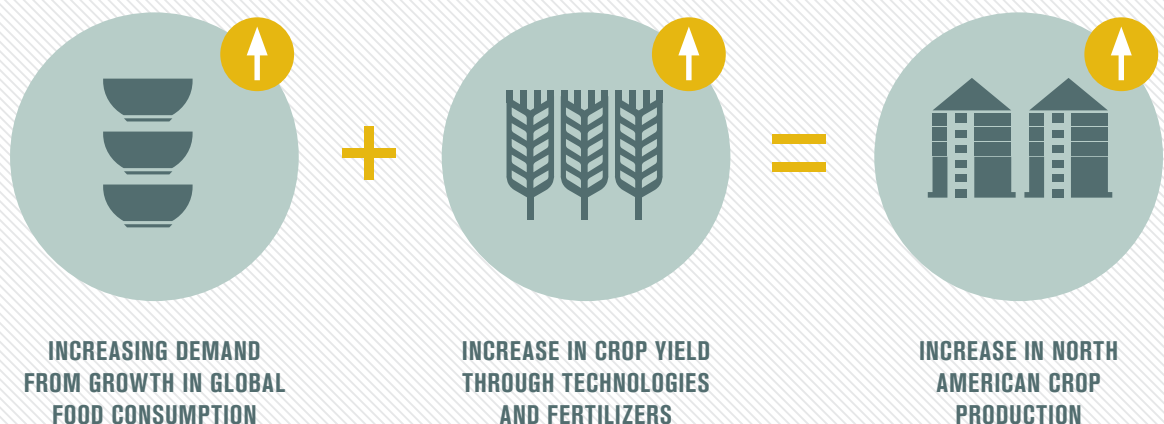 INCREASING DEMAND
FROM GROWTH IN GLOBAL
FOOD CONSUMPTION
INCREASE IN CROP YIELD
THROUGH TECHNOLOGIES
AND FERTILIZERS
INCREASE IN NORTH
AMERICAN CROP
PRODUCTION